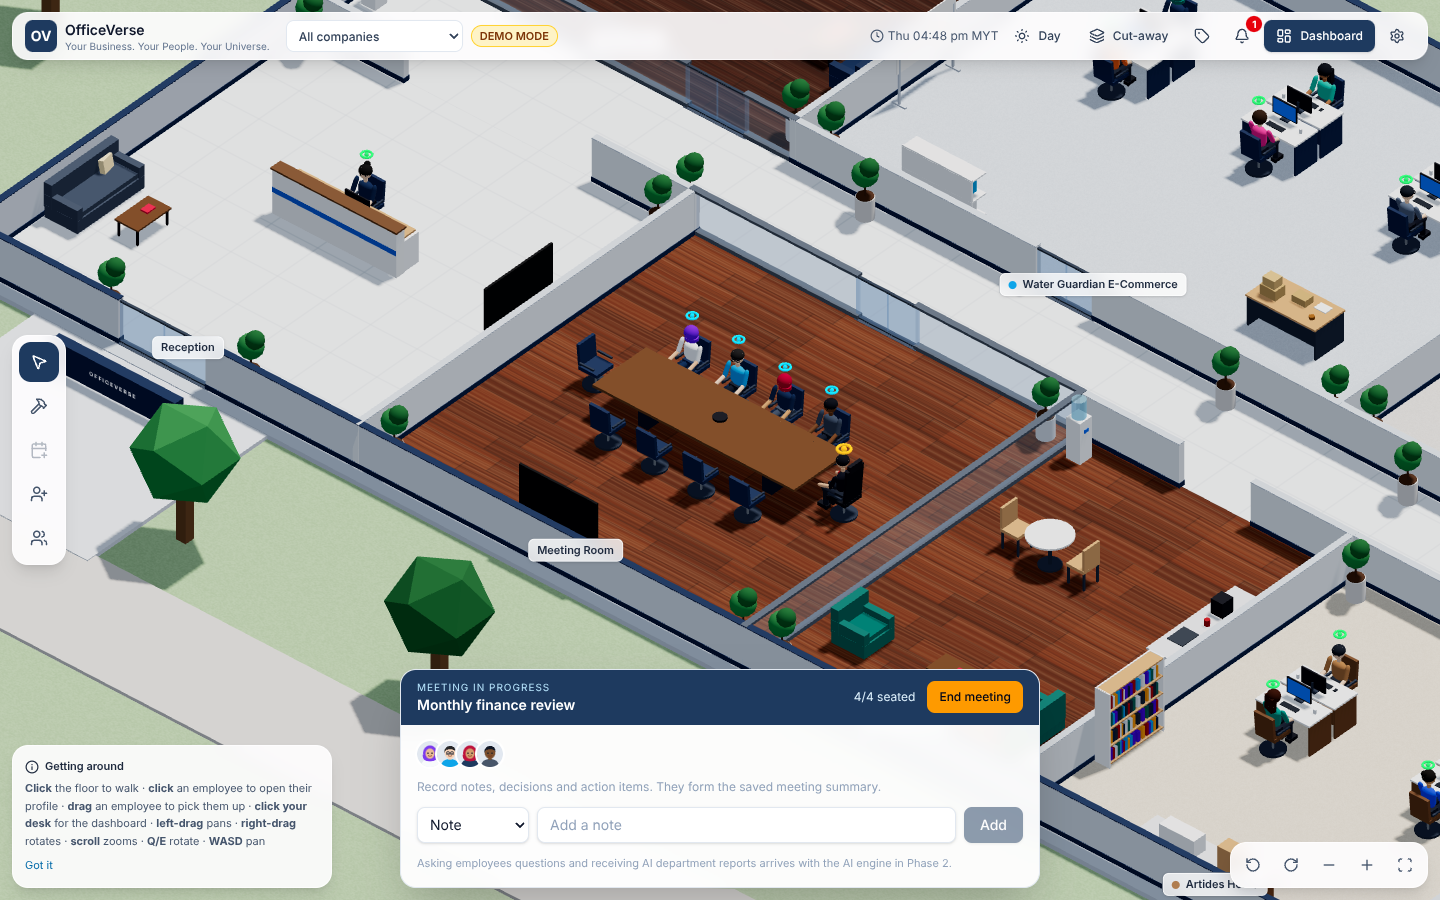 OV
OfficeVerse
Your Business. Your People. Your Universe.
All companies
DEMO MODE
Thu 04:48 pm MYT
Day
Cut-away
1
Dashboard
Water Guardian E-Commerce
Reception
OFFICEVERSE
Meeting Room
MEETING IN PROGRESS
Monthly finance review
4/4 seated
End meeting
Record notes, decisions and action items. They form the saved meeting summary.
Note
Add a note
Add
Asking employees questions and receiving AI department reports arrives with the AI engine in Phase 2.
Getting around
Click the floor to walk · click an employee to open their
profile · drag an employee to pick them up · click your
desk for the dashboard · left-drag pans · right-drag
rotates · scroll zooms · Q/E rotate · WASD pan
Got it
Artides